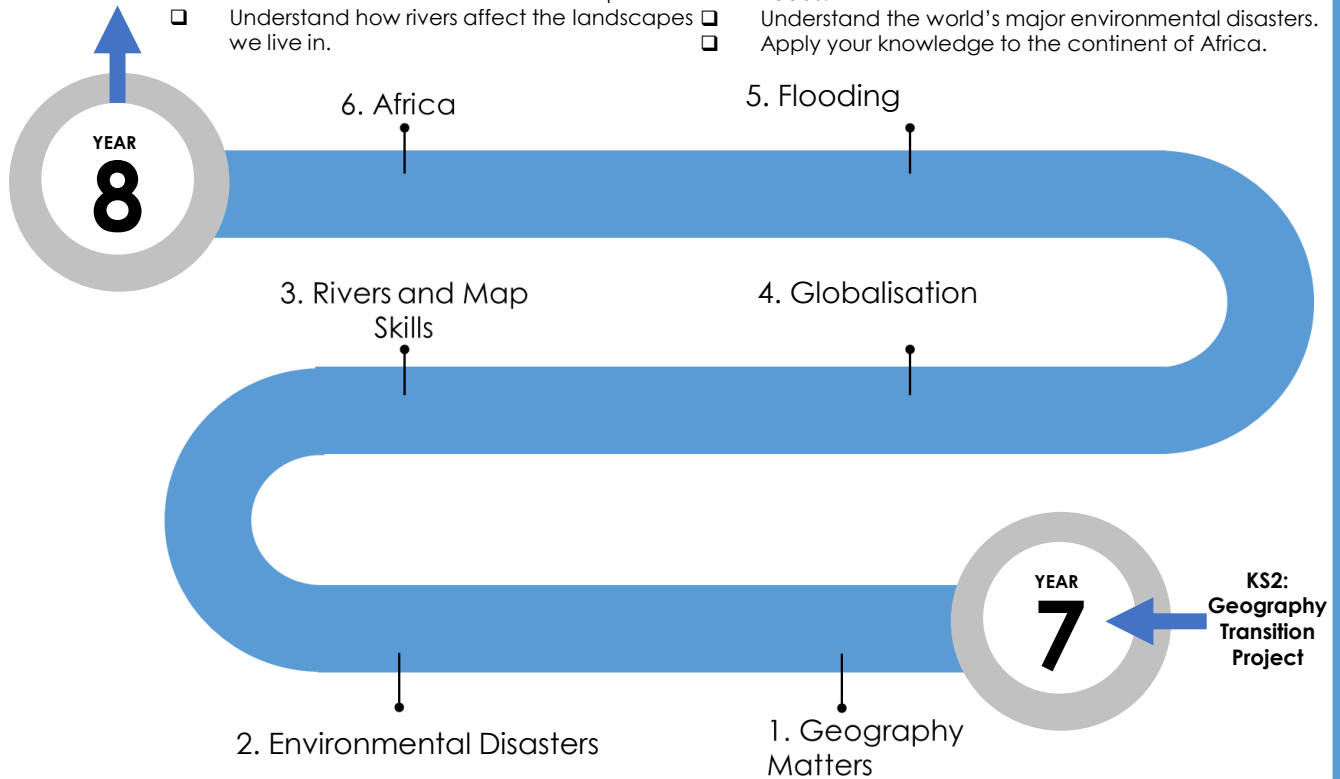 ❑ Understand how rivers affect the landscapes
we live in.
❑ Understand the world's major environmental disasters.
❑ Apply your knowledge to the continent of Africa.
6. Africa
5. Flooding
YEAR
8
3. Rivers and Map
Skills
4. Globalisation
YEAR
7
KS2:
Geography
Transition
Project
2. Environmental Disasters
1. Geography
Matters